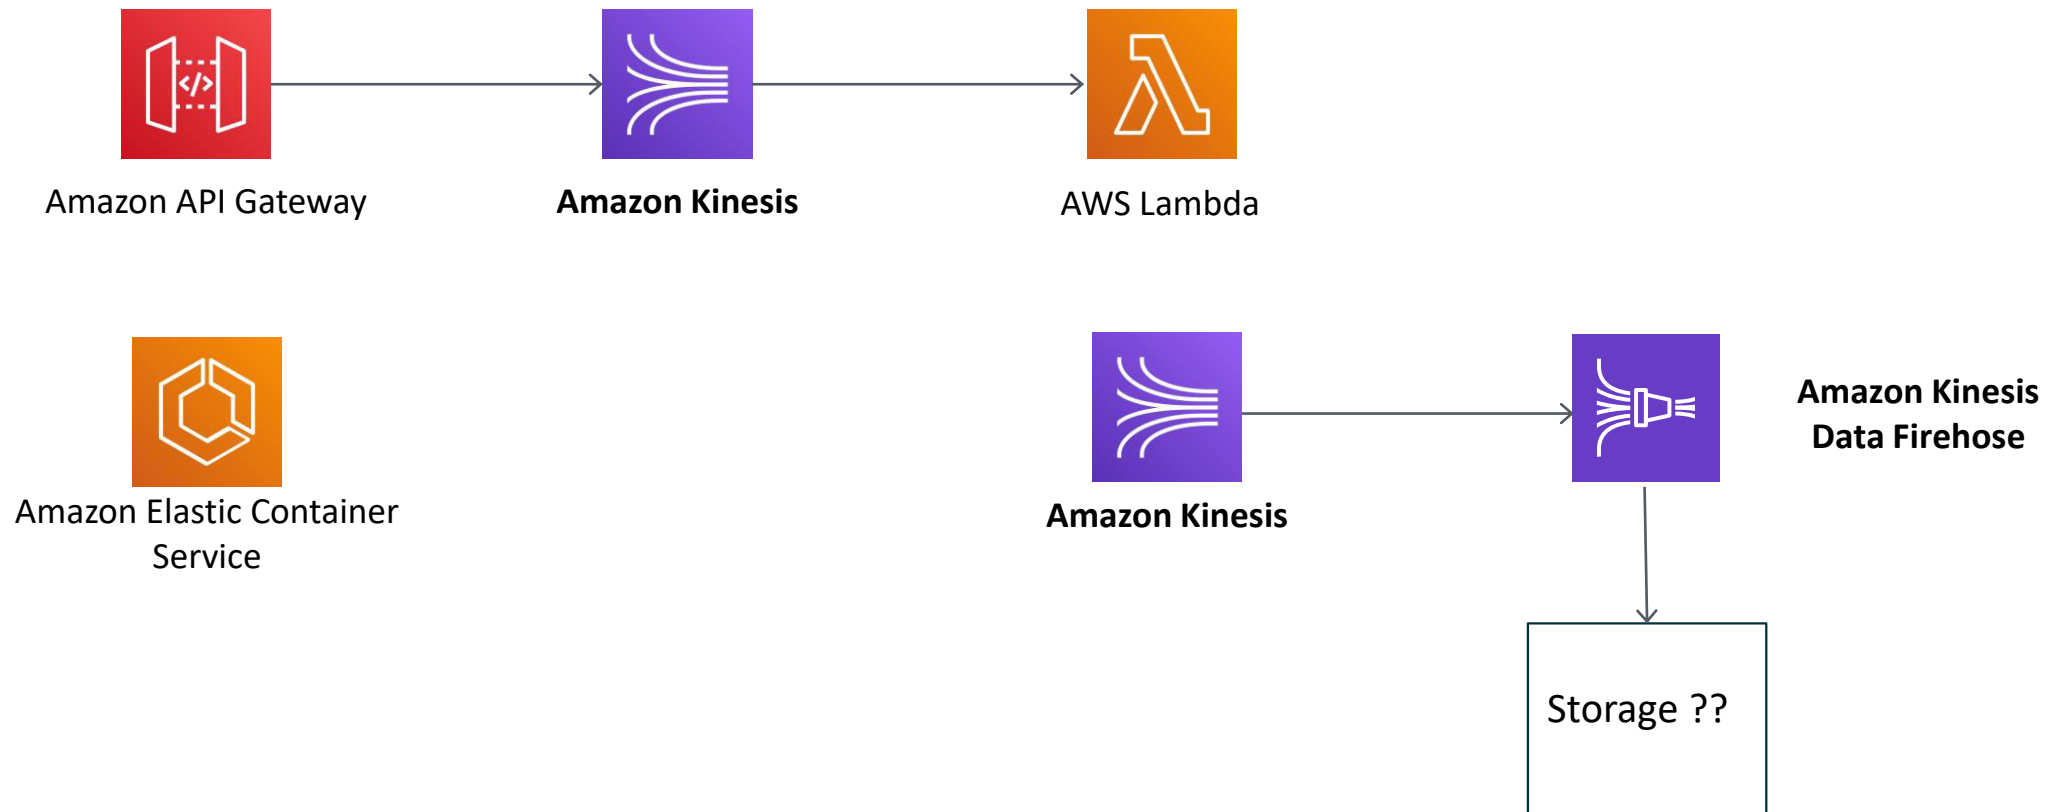 </>
Amazon API Gateway
Amazon Kinesis
AWS Lambda
Amazon Kinesis
Data Firehose
Amazon Elastic Container
Service
Amazon Kinesis
Storage ??